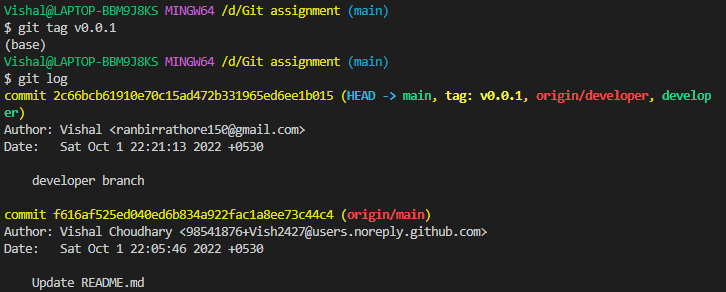 Vishal@LAPTOP-BBM9J8KS MINGW64 /d/Git assignment (main)
$ git tag v0.0.1
(base)
Vishal@LAPTOP-BBM9J8KS MINGW64 /d/Git assignment (main)
$ git log
commit 2c66bcb61910e70c15ad472b331965ed6ee1b015 (HEAD -> main, tag: v0.0.1, origin/developer, develop
er)
Author: Vishal <ranbirrathore150@gmail.com>
Date:   Sat Oct 1 22:21:13 2022 +0530
    developer branch
commit f616af525ed040ed6b834a922fac1a8ee73c44c4 (origin/main)
Author: Vishal Choudhary <98541876+Vish2427@users.noreply.github.com>
Date:   Sat Oct 1 22:05:46 2022 +0530
    Update README.md